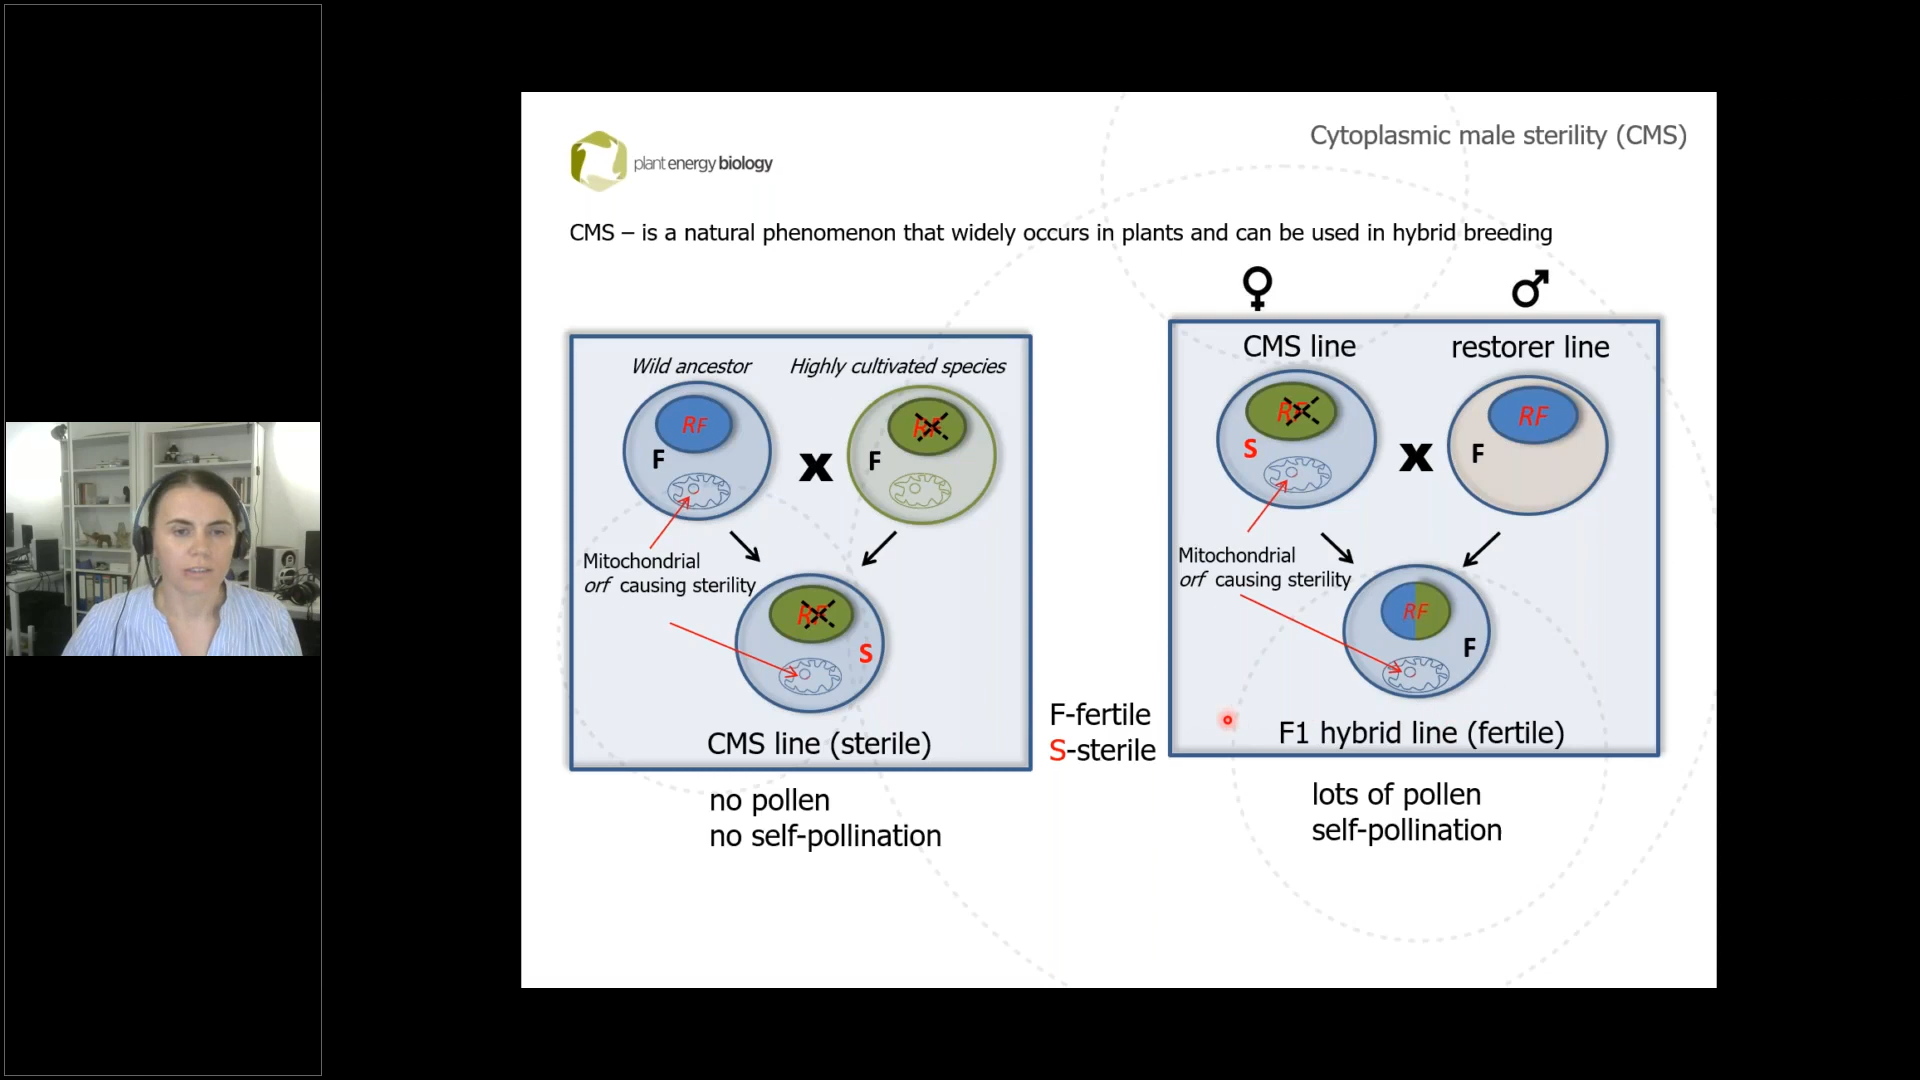 Cytoplasmic male sterility (CMS)
plant energy biology
CMS – is a natural phenomenon that widely occurs in plants and can be used in hybrid breeding
Wild ancestor
Highly cultivated species
RF
F
RF
F
x
Mitochondrial
orf causing sterility
RF
S
CMS line (sterile)
no pollen
no self-pollination
F-fertile
S-sterile
♀
♂
CMS line
restorer line
RF
S
RF
F
x
Mitochondrial
orf causing sterility
RF
F
F1 hybrid line (fertile)
lots of pollen
self-pollination